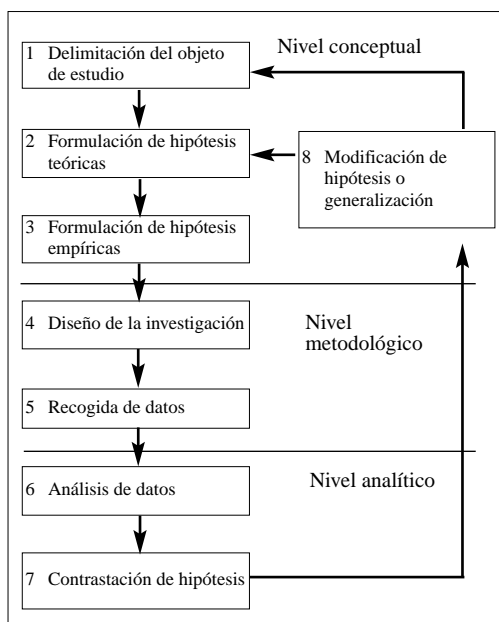 Nivel conceptual
1 Delimitación del objeto
de estudio
2 Formulación de hipótesis
teóricas
8 Modificación de
hipótesis o
generalización
3 Formulación de hipótesis
empíricas
4 Diseño de la investigación
Nivel
metodológico
5 Recogida de datos
Nivel analítico
6 Análisis de datos
7 Contrastación de hipótesis